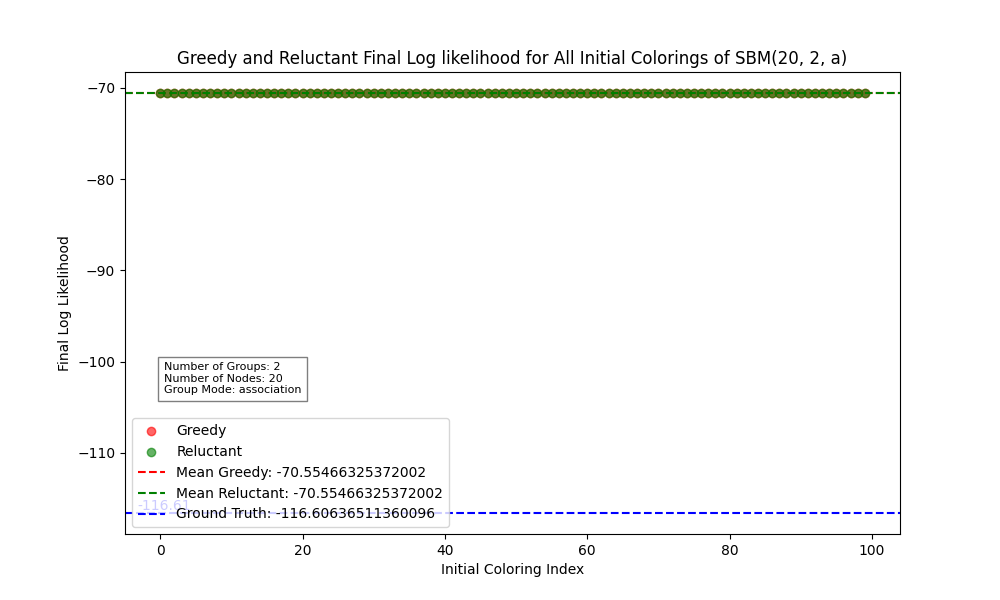 Greedy and Reluctant Final Log likelihood for All Initial Colorings of SBM(20, 2, a)
Final Log Likelihood
−70
−80
−90
−100
−110
Number of Groups: 2
Number of Nodes: 20
Group Mode: association
Greedy
Reluctant
Mean Greedy: -70.55466325372002
Mean Reluctant: -70.55466325372002
-116.61
Ground Truth: -116.60636511360096
0
20
40
60
80
100
Initial Coloring Index